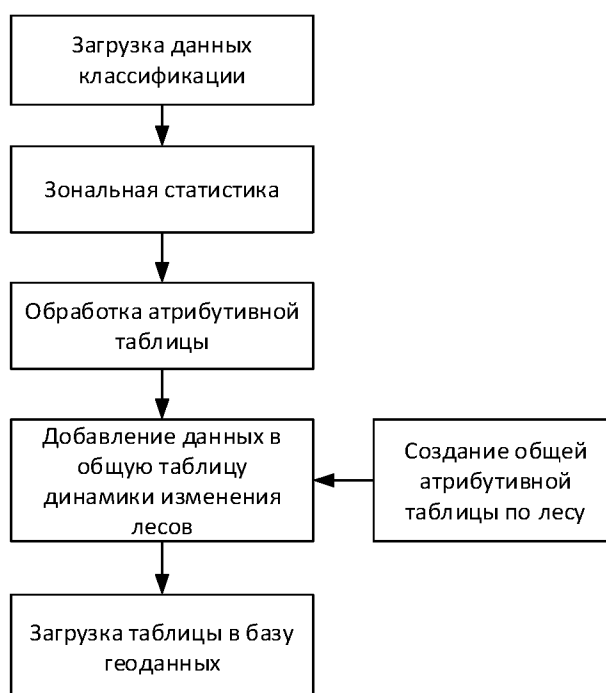 Загрузка данных
классификации
Зональная статистика
Обработка атрибутивной
таблицы
Добавление данных в
общую таблицу
динамики изменения
лесов
Создание общей
атрибутивной
таблицы по лесу
Загрузка таблицы в базу
геоданных